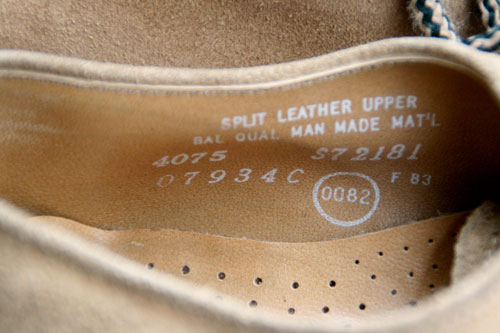 SPLIT LEATHER UPPER
BAL QUAL MAN MADE MAT'L
4075 S72181
07934C 0082 F 83